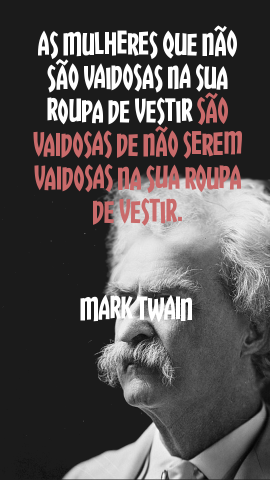 AS MULHERES QUE NÃO
SÃO VAIDOSAS NA SUA
ROUPA DE VESTIR SÃO
VAIDOSAS DE NÃO SEREM
VAIDOSAS NA SUA ROUPA
DE VESTIR.
MARK TWAIN